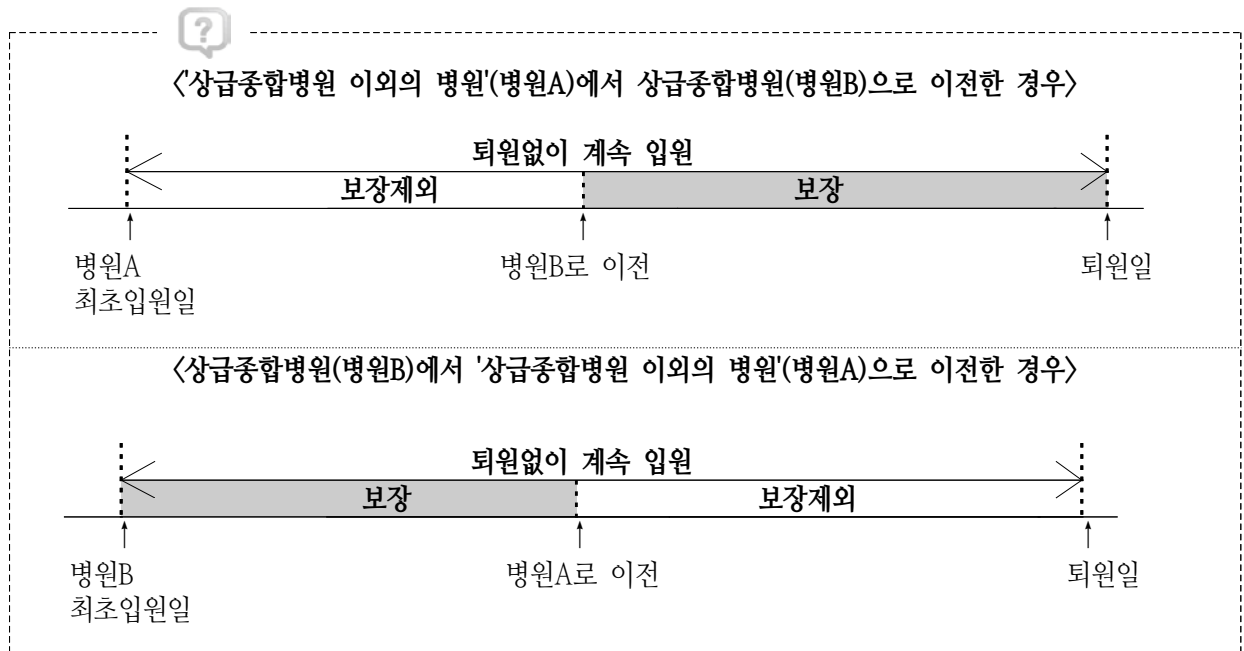 ?
<'상급종합병원 이외의 병원'(병원A)에서 상급종합병원(병원B)으로 이전한 경우>
퇴원없이 계속 입원
보장제외 보장
병원A 병원B로 이전 퇴원일
최초입원일
<상급종합병원(병원B)에서 '상급종합병원 이외의 병원'(병원A)으로 이전한 경우>
퇴원없이 계속 입원
보장 보장제외
병원B 병원A로 이전 퇴원일
최초입원일